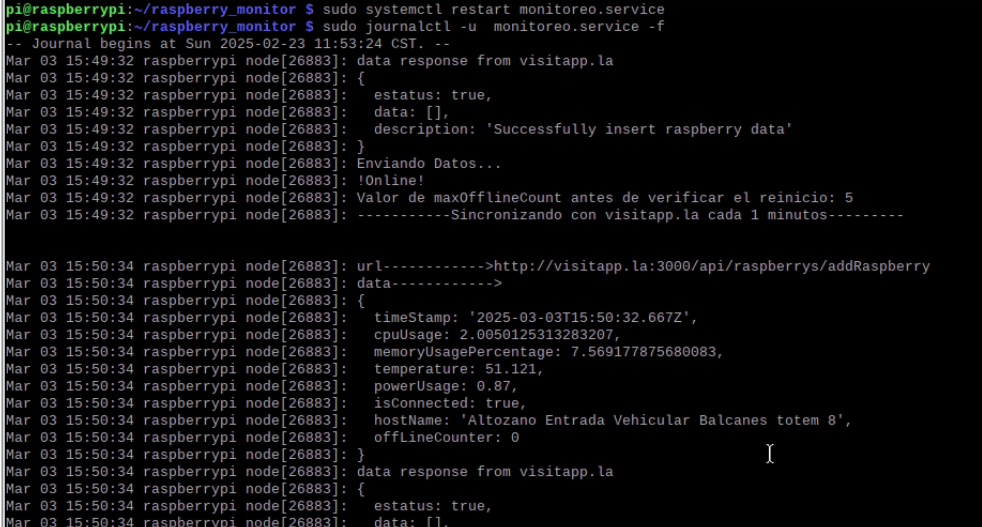 pi@raspberrypi:~/raspberry_monitor $ sudo systemctl restart monitoreo.service
pi@raspberrypi:~/raspberry_monitor $ sudo journalctl -u  monitoreo.service -f
-- Journal begins at Sun 2025-02-23 11:53:24 CST. --
Mar 03 15:49:32 raspberrypi node[26883]: data response from visitapp.la
Mar 03 15:49:32 raspberrypi node[26883]: {
Mar 03 15:49:32 raspberrypi node[26883]:   estatus: true,
Mar 03 15:49:32 raspberrypi node[26883]:   data: [],
Mar 03 15:49:32 raspberrypi node[26883]:   description: 'Successfully insert raspberry data'
Mar 03 15:49:32 raspberrypi node[26883]: }
Mar 03 15:49:32 raspberrypi node[26883]: Enviando Datos...
Mar 03 15:49:32 raspberrypi node[26883]: !Online!
Mar 03 15:49:32 raspberrypi node[26883]: Valor de maxOfflineCount antes de verificar el reinicio: 5
Mar 03 15:49:32 raspberrypi node[26883]: -----------Sincronizando con visitapp.la cada 1 minutos---------
Mar 03 15:50:34 raspberrypi node[26883]: url------------>http://visitapp.la:3000/api/raspberrys/addRaspberry
Mar 03 15:50:34 raspberrypi node[26883]: data------------>
Mar 03 15:50:34 raspberrypi node[26883]: {
Mar 03 15:50:34 raspberrypi node[26883]:   timeStamp: '2025-03-03T15:50:32.667Z',
Mar 03 15:50:34 raspberrypi node[26883]:   cpuUsage: 2.0050125313283207,
Mar 03 15:50:34 raspberrypi node[26883]:   memoryUsagePercentage: 7.569177875680083,
Mar 03 15:50:34 raspberrypi node[26883]:   temperature: 51.121,
Mar 03 15:50:34 raspberrypi node[26883]:   powerUsage: 0.87,
Mar 03 15:50:34 raspberrypi node[26883]:   isConnected: true,
Mar 03 15:50:34 raspberrypi node[26883]:   hostName: 'Altozano Entrada Vehicular Balcanes totem 8',
Mar 03 15:50:34 raspberrypi node[26883]:   offLineCounter: 0
Mar 03 15:50:34 raspberrypi node[26883]: }
Mar 03 15:50:34 raspberrypi node[26883]: data response from visitapp.la
Mar 03 15:50:34 raspberrypi node[26883]: {
Mar 03 15:50:34 raspberrypi node[26883]:   estatus: true,
Mar 03 15:50:34 raspberrypi node[26883]:   data: [],